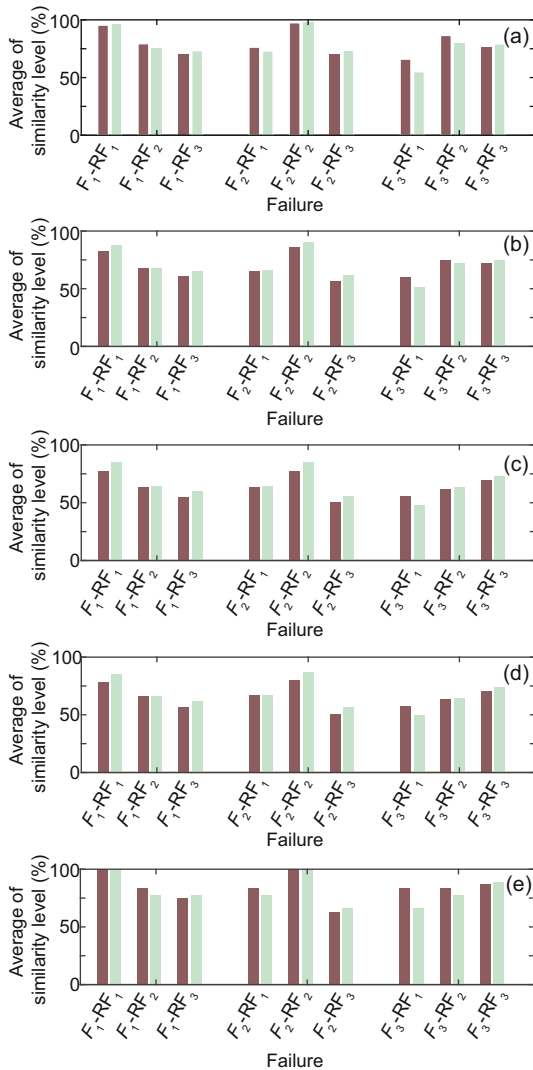 Average of
similarity level (%)
100
50
0
(a)
F1-RF1 F1-RF2 F1-RF3 F2-RF1 F2-RF2 F2-RF3 F3-RF1 F3-RF2 F3-RF3
Failure
Average of
similarity level (%)
100
50
0
(b)
F1-RF1 F1-RF2 F1-RF3 F2-RF1 F2-RF2 F2-RF3 F3-RF1 F3-RF2 F3-RF3
Failure
Average of
similarity level (%)
100
50
0
(c)
F1-RF1 F1-RF2 F1-RF3 F2-RF1 F2-RF2 F2-RF3 F3-RF1 F3-RF2 F3-RF3
Failure
Average of
similarity level (%)
100
50
0
(d)
F1-RF1 F1-RF2 F1-RF3 F2-RF1 F2-RF2 F2-RF3 F3-RF1 F3-RF2 F3-RF3
Failure
Average of
similarity level (%)
100
50
0
(e)
F1-RF1 F1-RF2 F1-RF3 F2-RF1 F2-RF2 F2-RF3 F3-RF1 F3-RF2 F3-RF3
Failure